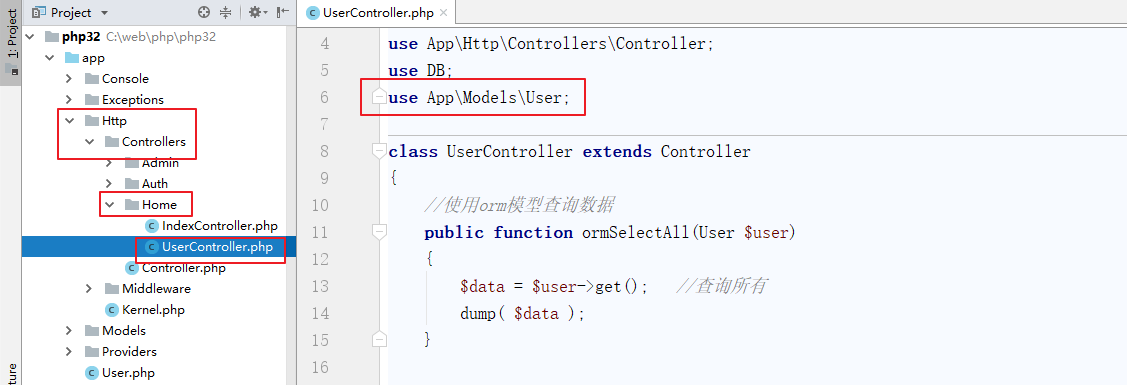 Project
UserController.php
1: Project
php32 C:\web\php\php32
app
Console
Exceptions
Http
Controllers
Admin
Auth
Home
IndexController.php
UserController.php
Controller.php
Middleware
Kernel.php
Models
Providers
User.php
ture
4 use App\Http\Controllers\Controller;
5 use DB;
6 use App\Models\User;
7
8 class UserController extends Controller
9 {
10 //使用orm模型查询数据
11 public function ormSelectAll(User $user)
12 {
13 $data = $user->get(); //查询所有
14 dump( $data );
15 }
16